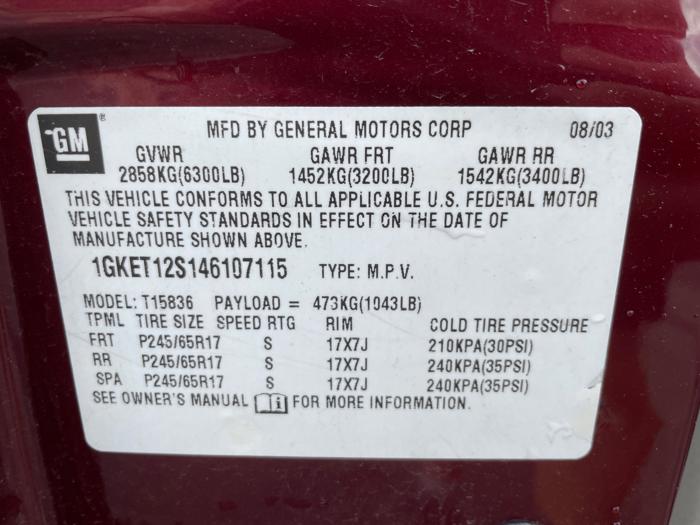 GM ® MFD BY GENERAL MOTORS CORP 08/03
GVWR GAWR FRT GAWR RR
2858KG(6300LB) 1452KG(3200LB) 1542KG(3400LB)
THIS VEHICLE CONFORMS TO ALL APPLICABLE U.S. FEDERAL MOTOR
VEHICLE SAFETY STANDARDS IN EFFECT ON THE DATE OF
MANUFACTURE SHOWN ABOVE.
1GKET12S146107115 TYPE: M.P.V.
MODEL: T15836 PAYLOAD = 473KG(1043LB)
TPML TIRE SIZE SPEED RTG RIM COLD TIRE PRESSURE
FRT P245/65R17 S 17X7J 210KPA(30PSI)
RR P245/65R17 S 17X7J 240KPA(35PSI)
SPA P245/65R17 S 17X7J 240KPA(35PSI)
SEE OWNER'S MANUAL i FOR MORE INFORMATION.